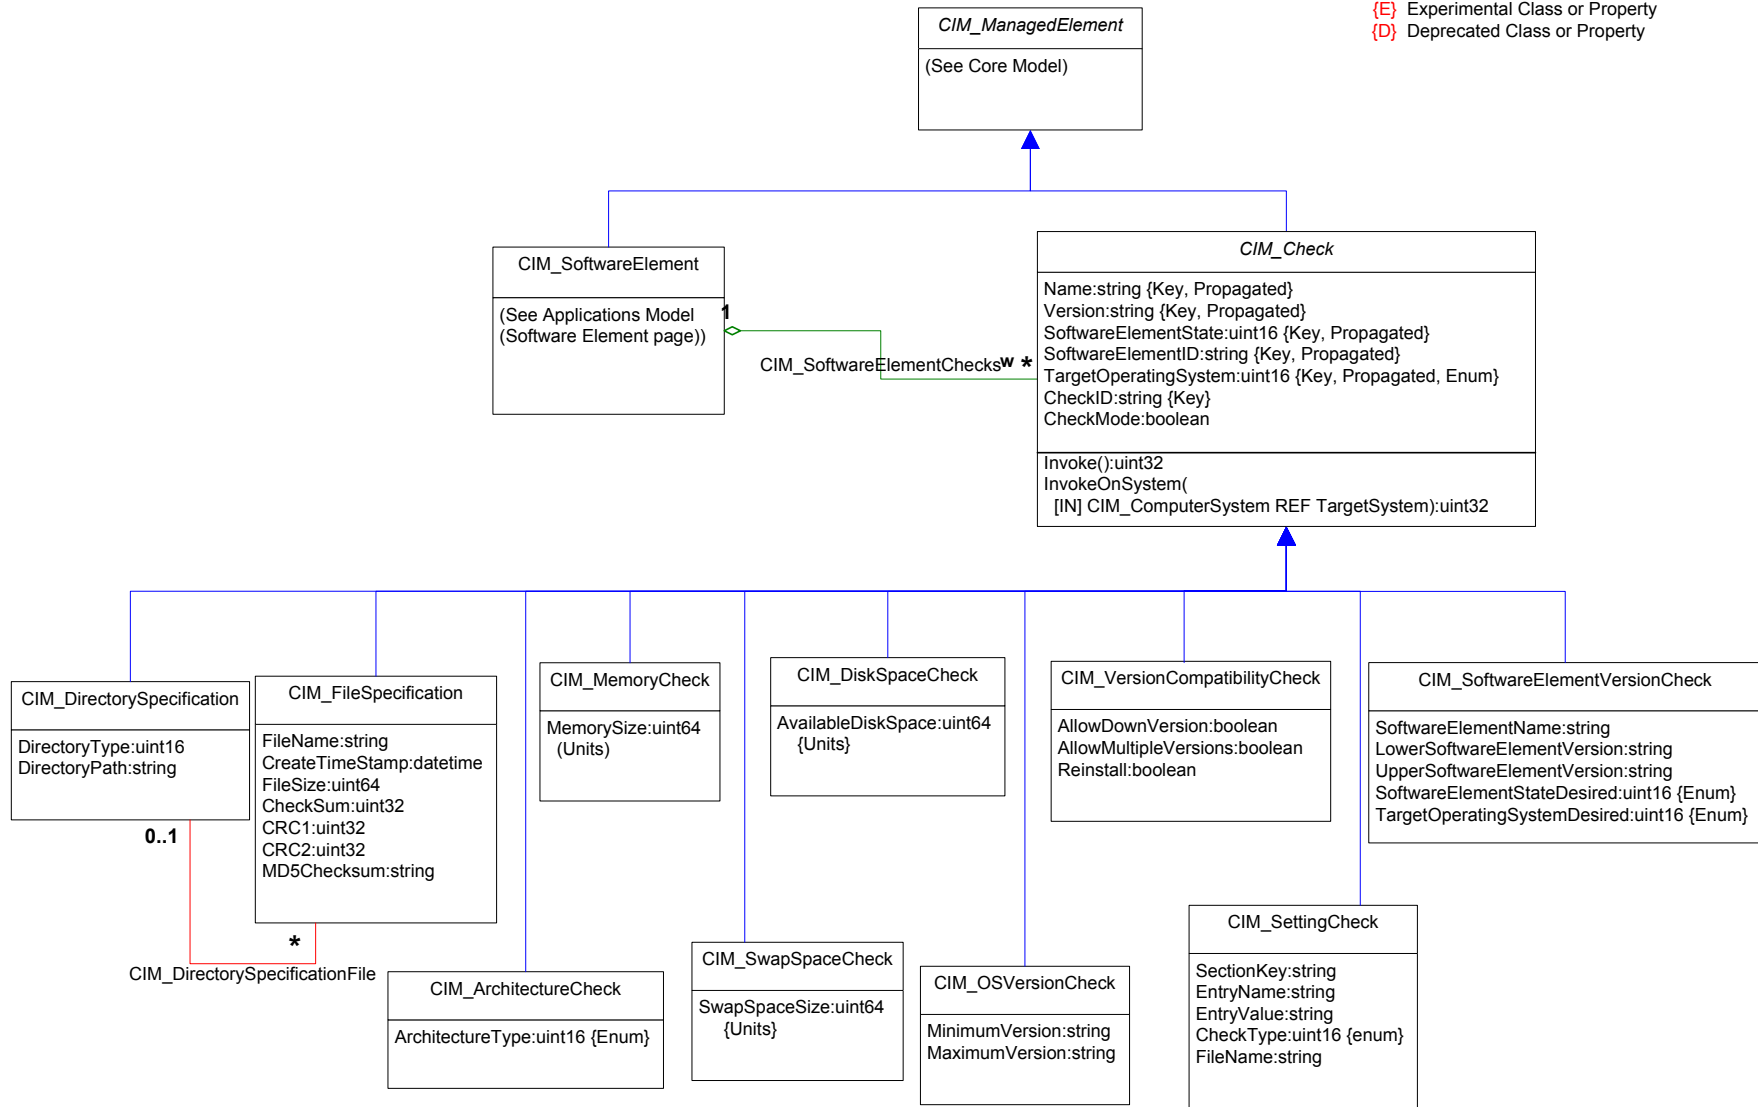 {E} Experimental Class or Property
{D} Deprecated Class or Property
CIM_ManagedElement
(See Core Model)
CIM_SoftwareElement
(See Applications Model
(Software Element page))
1
CIM_SoftwareElementChecks
w *
CIM_Check
Name:string {Key, Propagated}
Version:string {Key, Propagated}
SoftwareElementState:uint16 {Key, Propagated}
SoftwareElementID:string {Key, Propagated}
TargetOperatingSystem:uint16 {Key, Propagated, Enum}
CheckID:string {Key}
CheckMode:boolean
Invoke():uint32
InvokeOnSystem(
[IN] CIM_ComputerSystem REF TargetSystem):uint32
CIM_DirectorySpecification
DirectoryType:uint16
DirectoryPath:string
0..1
CIM_FileSpecification
FileName:string
CreateTimeStamp:datetime
FileSize:uint64
CheckSum:uint32
CRC1:uint32
CRC2:uint32
MD5Checksum:string
*
CIM_DirectorySpecificationFile
CIM_MemoryCheck
MemorySize:uint64
(Units)
CIM_DiskSpaceCheck
AvailableDiskSpace:uint64
{Units}
CIM_VersionCompatibilityCheck
AllowDownVersion:boolean
AllowMultipleVersions:boolean
Reinstall:boolean
CIM_SoftwareElementVersionCheck
SoftwareElementName:string
LowerSoftwareElementVersion:string
UpperSoftwareElementVersion:string
SoftwareElementStateDesired:uint16 {Enum}
TargetOperatingSystemDesired:uint16 {Enum}
CIM_ArchitectureCheck
ArchitectureType:uint16 {Enum}
CIM_SwapSpaceCheck
SwapSpaceSize:uint64
{Units}
CIM_OSVersionCheck
MinimumVersion:string
MaximumVersion:string
CIM_SettingCheck
SectionKey:string
EntryName:string
EntryValue:string
CheckType:uint16 {enum}
FileName:string